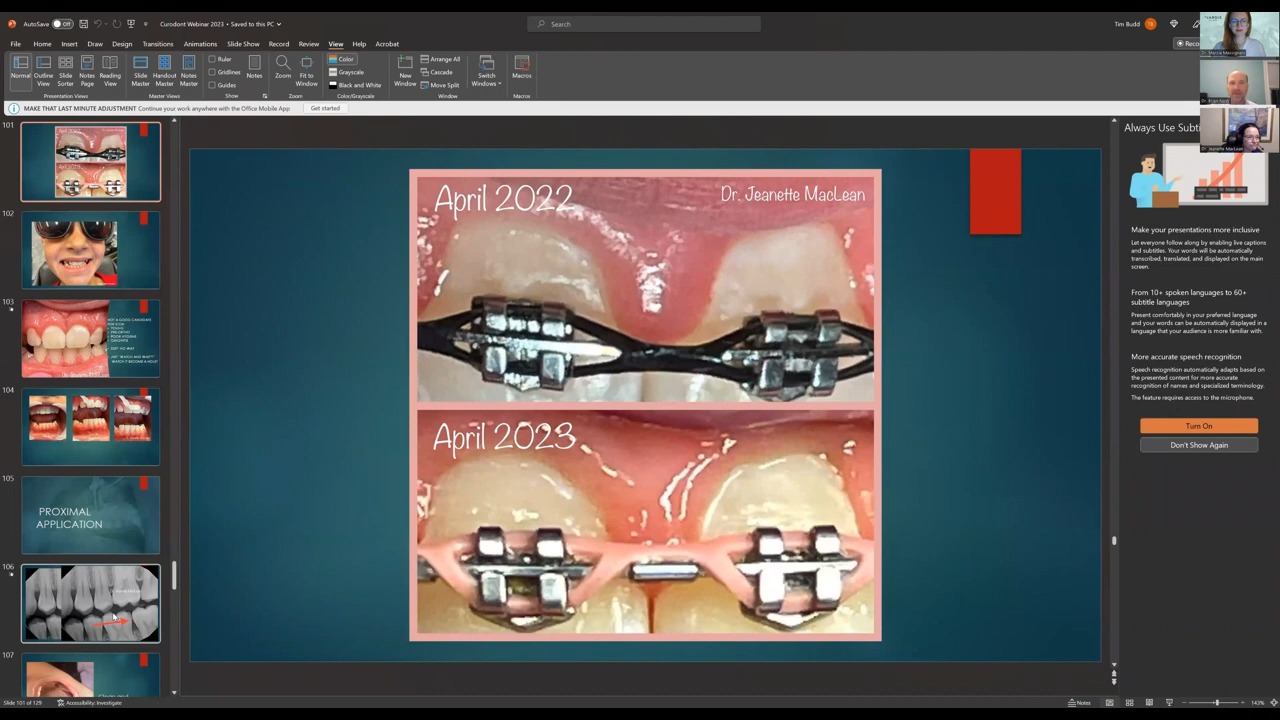 AutoSave
Off
Curodont Webinar 2023 • Saved to this PC
Search
Tim Budd
TB
File
Home
Insert
Draw
Design
Transitions
Animations
Slide Show
Record
Review
View
Help
Acrobat
Normal
Outline View
Slide Sorter
Notes Page
Reading View
Presentation Views
Slide Master
Handout Master
Notes Master
Master Views
Ruler
Gridlines
Guides
Show
Notes
Zoom
Fit to Window
Zoom
Color
Grayscale
Black and White
Color/Grayscale
New Window
Arrange All
Cascade
Move Split
Window
Switch Windows
Macros
Macros
MAKE THAT LAST MINUTE ADJUSTMENT Continue your work anywhere with the Office Mobile App
Get started
101
April 2022
April 2023
102
103
104
105
PROXIMAL
APPLICATION
106
107
April 2022
Dr. Jeanette MacLean
April 2023
Dr. Jeanette MacLean
Always Use Subti
Make your presentations more inclusive
Let everyone follow along by enabling live captions
and subtitles. Your words will be automatically
transcribed, translated, and displayed on the main
screen.
From 10+ spoken languages to 60+
subtitle languages
Present comfortably in your preferred language
and your words can be automatically displayed in a
language that your audience is more familiar with.
More accurate speech recognition
Speech recognition automatically adapts based on
the presented content for more accurate
recognition of names and specialized terminology.
The feature requires access to the microphone.
Turn On
Don't Show Again
Slide 101 of 129
Accessibility: Investigate
Notes
143%